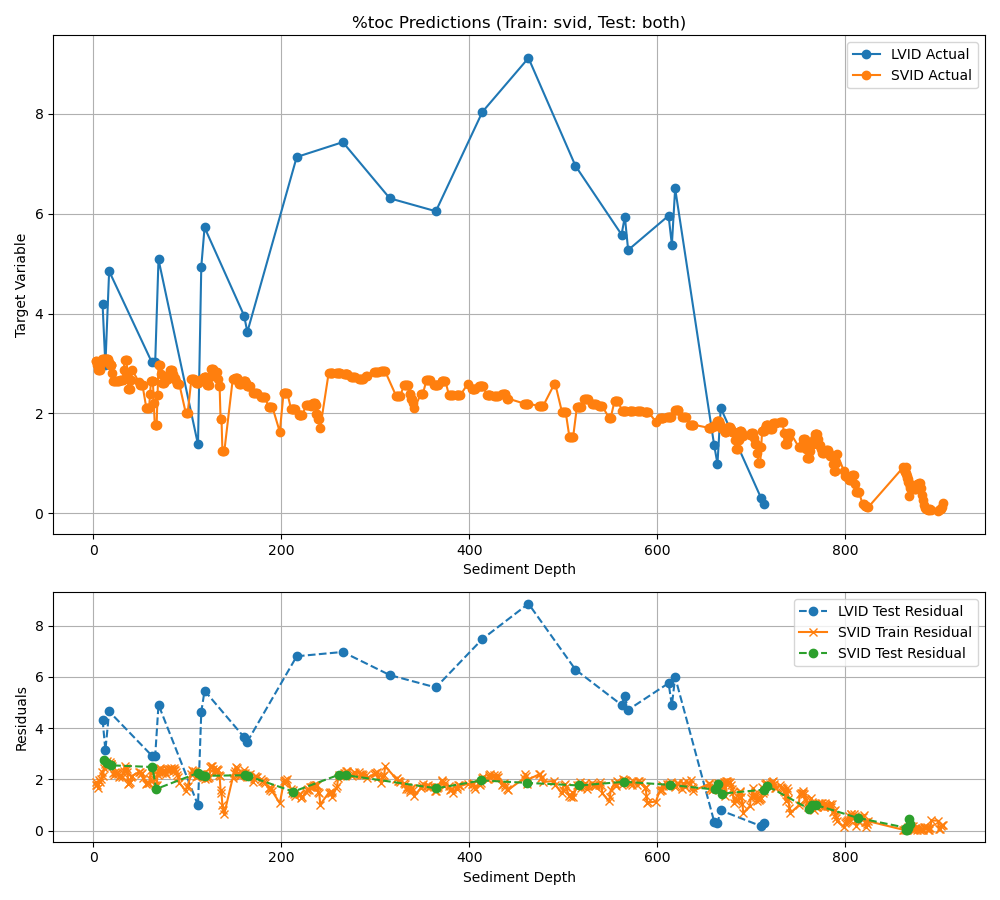 %toc Predictions (Train: svid, Test: both)
LVID Actual
SVID Actual
Target Variable
8
6
4
2
0
0 200 400 600 800
Sediment Depth
LVID Test Residual
SVID Train Residual
SVID Test Residual
Residuals
8
6
4
2
0
0 200 400 600 800
Sediment Depth